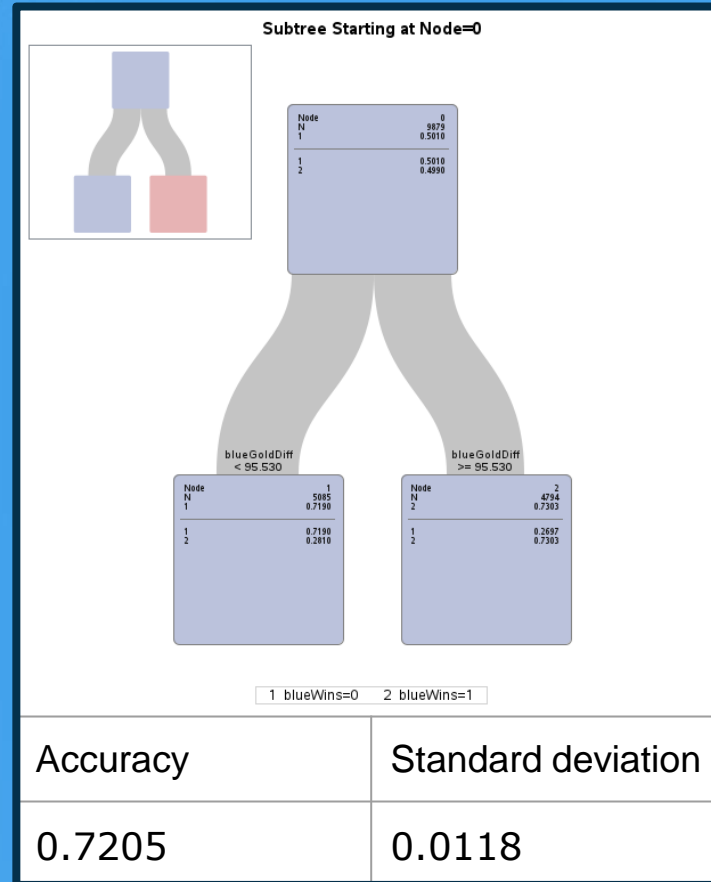 Subtree Starting at Node=0
Node 0
N 9879
1 0.5010
1 0.5010
2 0.4990
blueGoldDiff
< 95.530
blueGoldDiff
>= 95.530
Node 1
N 5085
1 0.7190
1 0.7190
2 0.2810
Node 2
N 4794
2 0.7303
1 0.2697
2 0.7303
1 blueWins=0 2 blueWins=1
Accuracy Standard deviation
0.7205 0.0118